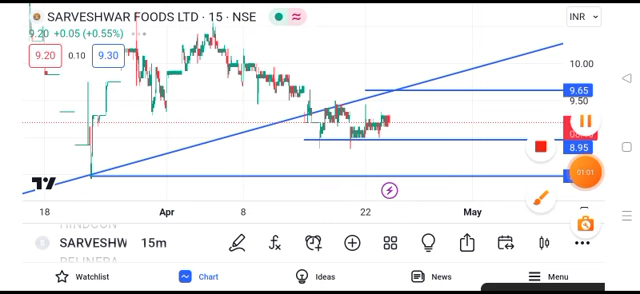 SARVESHWAR FOODS LTD · 15 · NSE
INR
9.20 +0.05 (+0.55%)
9.20 0.10 9.30
10.00
9.65
9.50
8.95
01:01
18 Apr 8 22 May
SARVESHW 15m
Watchlist Chart Ideas News Menu